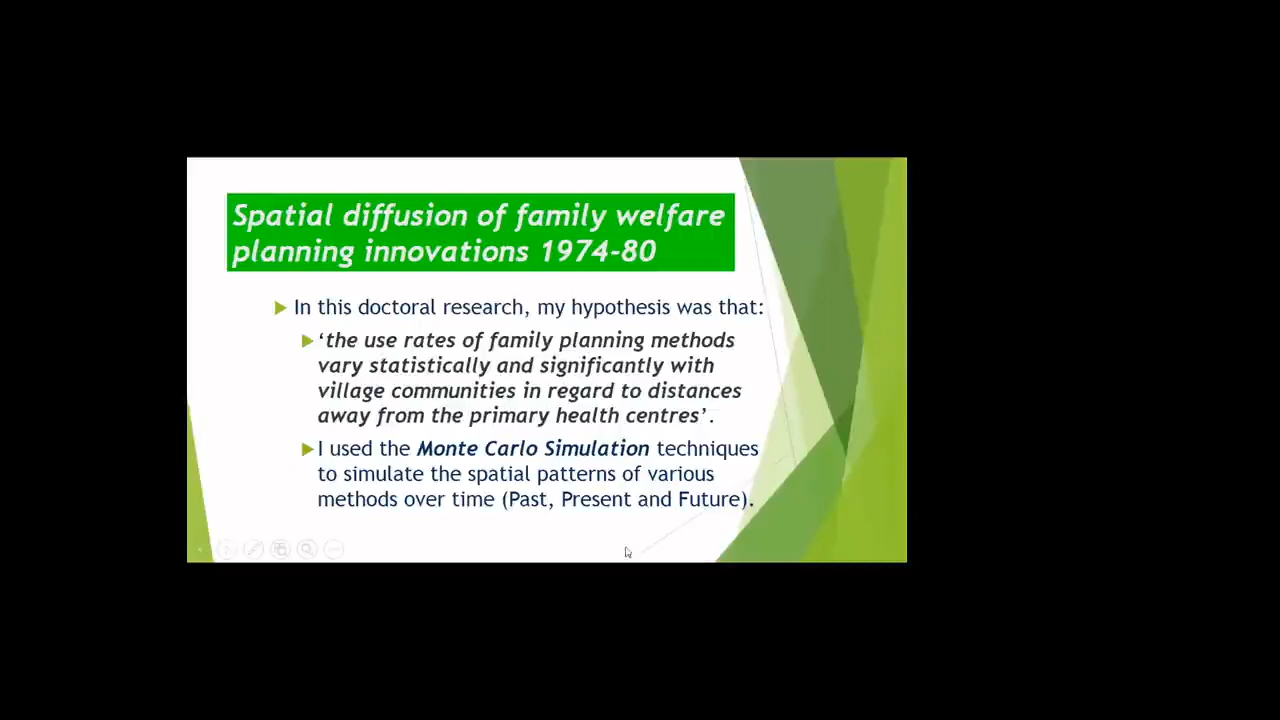 Spatial diffusion of family welfare
planning innovations 1974-80
In this doctoral research, my hypothesis was that:
‘the use rates of family planning methods
vary statistically and significantly with
village communities in regard to distances
away from the primary health centres’.
I used the Monte Carlo Simulation techniques
to simulate the spatial patterns of various
methods over time (Past, Present and Future).